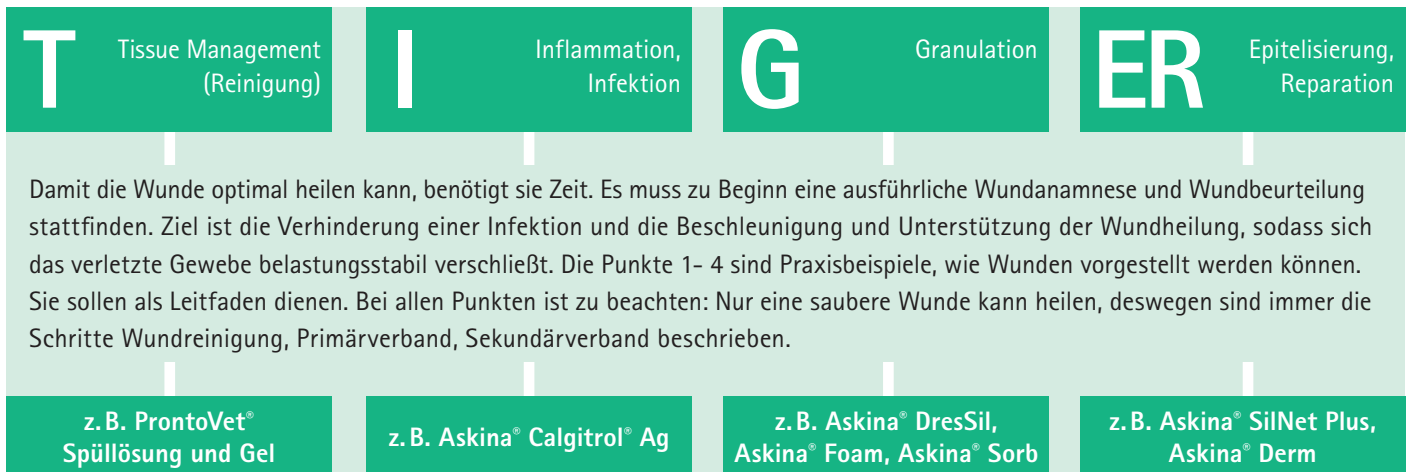 T
Tissue Management
(Reinigung)
I
Inflammation,
Infektion
G
Granulation
ER
Epitelisierung,
Reparation
Damit die Wunde optimal heilen kann, benötigt sie Zeit. Es muss zu Beginn eine ausführliche Wundanamnese und Wundbeurteilung
stattfinden. Ziel ist die Verhinderung einer Infektion und die Beschleunigung und Unterstützung der Wundheilung, sodass sich
das verletzte Gewebe belastungsstabil verschließt. Die Punkte 1- 4 sind Praxisbeispiele, wie Wunden vorgestellt werden können.
Sie sollen als Leitfaden dienen. Bei allen Punkten ist zu beachten: Nur eine saubere Wunde kann heilen, deswegen sind immer die
Schritte Wundreinigung, Primärverband, Sekundärverband beschrieben.
z. B. ProntoVet®
Spüllösung und Gel
z. B. Askina® Calgitrol® Ag
z. B. Askina® DresSil,
Askina® Foam, Askina® Sorb
z. B. Askina® SilNet Plus,
Askina® Derm